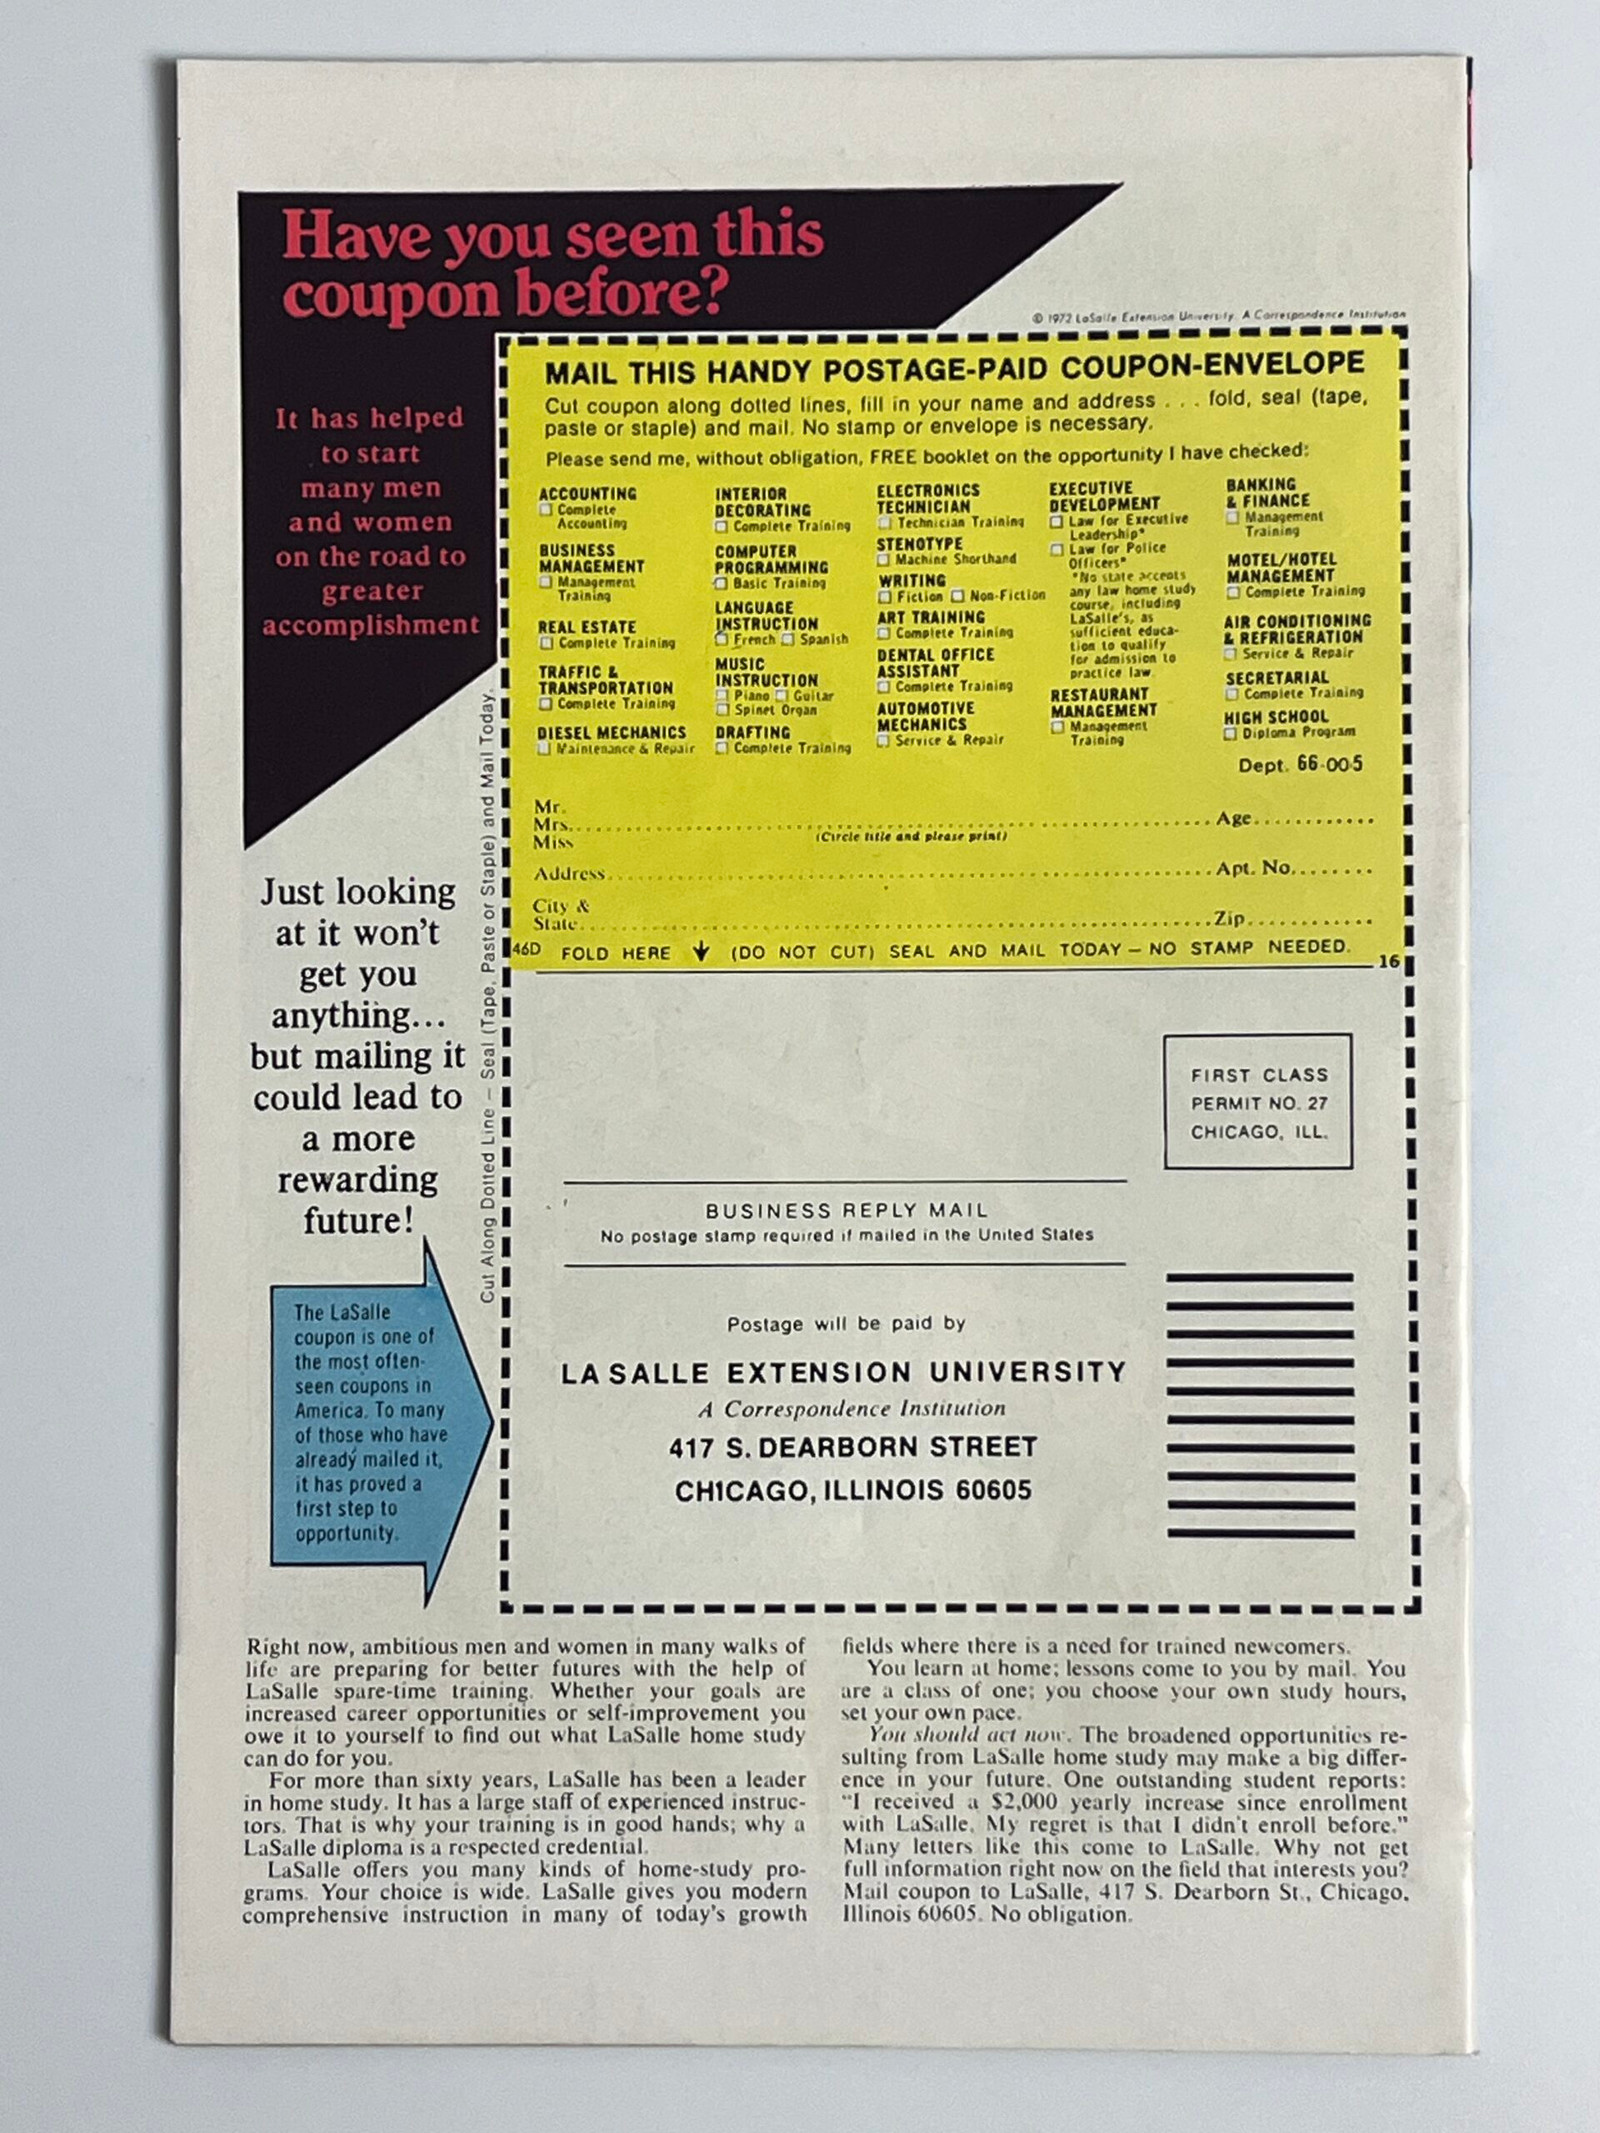 Have you seen this
coupon before?
© 1972 LaSalle Extension University. A Correspondence Institution
It has helped
to start
many men
and women
on the road to
greater
accomplishment
MAIL THIS HANDY POSTAGE-PAID COUPON-ENVELOPE
Cut coupon along dotted lines, fill in your name and address . . . fold, seal (tape,
paste or staple) and mail. No stamp or envelope is necessary.
Please send me, without obligation, FREE booklet on the opportunity I have checked:
ACCOUNTING
Complete
Accounting
BUSINESS
MANAGEMENT
Management
Training
REAL ESTATE
Complete Training
TRAFFIC &
TRANSPORTATION
Complete Training
DIESEL MECHANICS
Maintenance & Repair
INTERIOR
DECORATING
Complete Training
COMPUTER
PROGRAMMING
Basic Training
LANGUAGE
INSTRUCTION
French Spanish
MUSIC
INSTRUCTION
Piano Guitar
Spinet Organ
DRAFTING
Complete Training
ELECTRONICS
TECHNICIAN
Technician Training
STENOTYPE
Machine Shorthand
WRITING
Fiction Non-Fiction
ART TRAINING
Complete Training
DENTAL OFFICE
ASSISTANT
Complete Training
AUTOMOTIVE
MECHANICS
Service & Repair
EXECUTIVE
DEVELOPMENT
Law for Executive
Leadership*
Law for Police
Officers*
*No state accepts
any law home study
course, including
LaSalle's, as
sufficient educa-
tion to qualify
for admission to
practice law.
RESTAURANT
MANAGEMENT
Management
Training
BANKING
& FINANCE
Management
Training
MOTEL/HOTEL
MANAGEMENT
Complete Training
AIR CONDITIONING
& REFRIGERATION
Service & Repair
SECRETARIAL
Complete Training
HIGH SCHOOL
Diploma Program
Dept. 66-005
Mr.
Mrs. Age
Miss (Circle title and please print)
Address Apt. No.
City &
State Zip
46D FOLD HERE ↓ (DO NOT CUT) SEAL AND MAIL TODAY – NO STAMP NEEDED.
16
Cut Along Dotted Line – Seal (Tape, Paste or Staple) and Mail Today.
Just looking
at it won't
get you
anything...
but mailing it
could lead to
a more
rewarding
future!
The LaSalle
coupon is one of
the most often-
seen coupons in
America. To many
of those who have
already mailed it,
it has proved a
first step to
opportunity.
FIRST CLASS
PERMIT NO. 27
CHICAGO, ILL.
BUSINESS REPLY MAIL
No postage stamp required if mailed in the United States
Postage will be paid by
LA SALLE EXTENSION UNIVERSITY
A Correspondence Institution
417 S. DEARBORN STREET
CHICAGO, ILLINOIS 60605
Right now, ambitious men and women in many walks of
life are preparing for better futures with the help of
LaSalle spare-time training. Whether your goals are
increased career opportunities or self-improvement you
owe it to yourself to find out what LaSalle home study
can do for you.
For more than sixty years, LaSalle has been a leader
in home study. It has a large staff of experienced instruc-
tors. That is why your training is in good hands; why a
LaSalle diploma is a respected credential.
LaSalle offers you many kinds of home-study pro-
grams. Your choice is wide. LaSalle gives you modern
comprehensive instruction in many of today's growth
fields where there is a need for trained newcomers.
You learn at home; lessons come to you by mail. You
are a class of one; you choose your own study hours,
set your own pace.
You should act now. The broadened opportunities re-
sulting from LaSalle home study may make a big differ-
ence in your future. One outstanding student reports:
"I received a $2,000 yearly increase since enrollment
with LaSalle. My regret is that I didn't enroll before."
Many letters like this come to LaSalle. Why not get
full information right now on the field that interests you?
Mail coupon to LaSalle, 417 S. Dearborn St., Chicago,
Illinois 60605. No obligation.